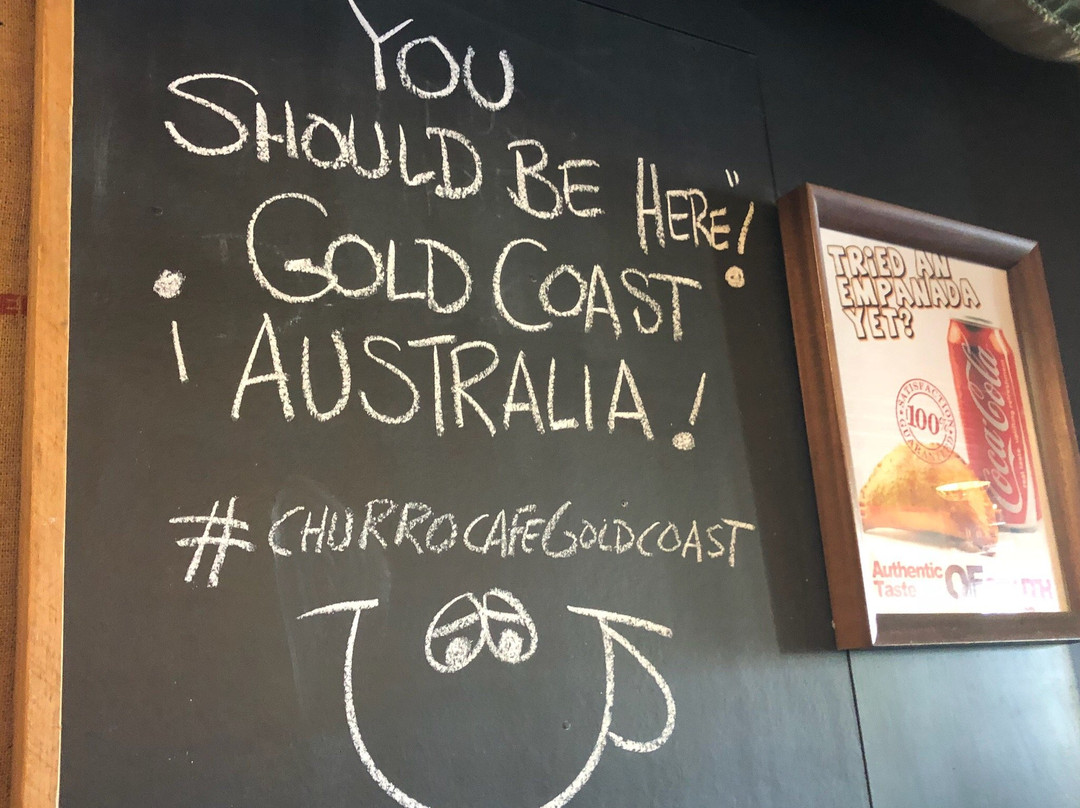 YOU
SHOULD BE HERE"!
GOLD COAST
¡ AUSTRALIA!
#CHURROCAFEGOLDCOAST
TRiED AN
EMPANADA
YET?
SATISFACTION
100%
GUARANTEED
Coca-Cola
Authentic
Taste
OF